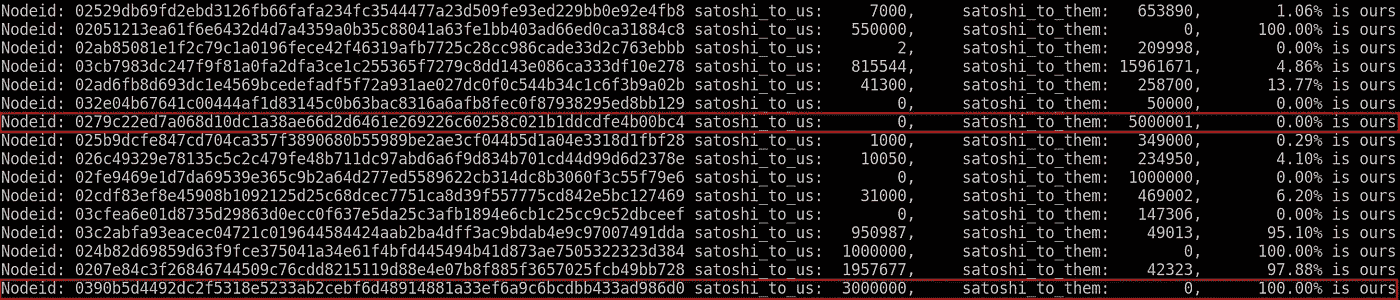 Nodeid: 02529db69fd2ebd3126fb66fafa234fc3544477a23d509fe93ed229bb0e92e4fb8 satoshi_to_us: 7000, satoshi_to_them: 653890, 1.06% is ours
Nodeid: 02051213ea61f6e6432d4d7a4359a0b35c88041a63fe1bb403ad66ed0ca31884c8 satoshi_to_us: 550000, satoshi_to_them: 0, 100.00% is ours
Nodeid: 02ab85081e1f2c79c1a0196fece42f46319afb7725c28cc986cade33d2c763ebbb satoshi_to_us: 2, satoshi_to_them: 209998, 0.00% is ours
Nodeid: 03cb7983dc247f9f81a0fa2dfa3ce1c255365f7279c8dd143e086ca333df10e278 satoshi_to_us: 815544, satoshi_to_them: 15961671, 4.86% is ours
Nodeid: 02ad6fb8d693dc1e4569bcedefadf5f72a931ae027dc0f0c544b34c1c6f3b9a02b satoshi_to_us: 41300, satoshi_to_them: 258700, 13.77% is ours
Nodeid: 032e04b67641c00444af1d83145c0b63bac8316a6afb8fec0f87938295ed8bb129 satoshi_to_us: 0, satoshi_to_them: 50000, 0.00% is ours
Nodeid: 0279c22ed7a068d10dc1a38ae66d2d6461e269226c60258c021b1ddcdfe4b00bc4 satoshi_to_us: 0, satoshi_to_them: 5000001, 0.00% is ours
Nodeid: 025b9dcfe847cd704ca357f3890680b55989be2ae3cf044b5d1a04e3318d1fbf28 satoshi_to_us: 1000, satoshi_to_them: 349000, 0.29% is ours
Nodeid: 026c49329e78135c5c2c479fe48b711dc97abd6a6f9d834b701cd44d99d6d2378e satoshi_to_us: 10050, satoshi_to_them: 234950, 4.10% is ours
Nodeid: 02fe9469e1d7da69539e365c9b2a64d277ed5589622cb314dc8b3060f3c55f79e6 satoshi_to_us: 0, satoshi_to_them: 1000000, 0.00% is ours
Nodeid: 02cdf83ef8e45908b1092125d25c68dcec7751ca8d39f557775cd842e5bc127469 satoshi_to_us: 31000, satoshi_to_them: 469002, 6.20% is ours
Nodeid: 03cfea6e01d8735d29863d0ecc0f637e5da25c3afb1894e6cb1c25cc9c52dbceef satoshi_to_us: 0, satoshi_to_them: 147306, 0.00% is ours
Nodeid: 03c2abfa93eacec04721c019644584424aab2ba4dff3ac9bdab4e9c97007491dda satoshi_to_us: 950987, satoshi_to_them: 49013, 95.10% is ours
Nodeid: 024b82d69859d63f9fce375041a34e61f4bfd445494b41d873ae7505322323d384 satoshi_to_us: 1000000, satoshi_to_them: 0, 100.00% is ours
Nodeid: 0207e84c3f26846744509c76cdd8215119d88e4e07b8f885f3657025fcb49bb728 satoshi_to_us: 1957677, satoshi_to_them: 42323, 97.88% is ours
Nodeid: 0390b5d4492dc2f5318e5233ab2cebf6d48914881a33ef6a9c6bcdbb433ad986d0 satoshi_to_us: 3000000, satoshi_to_them: 0, 100.00% is ours